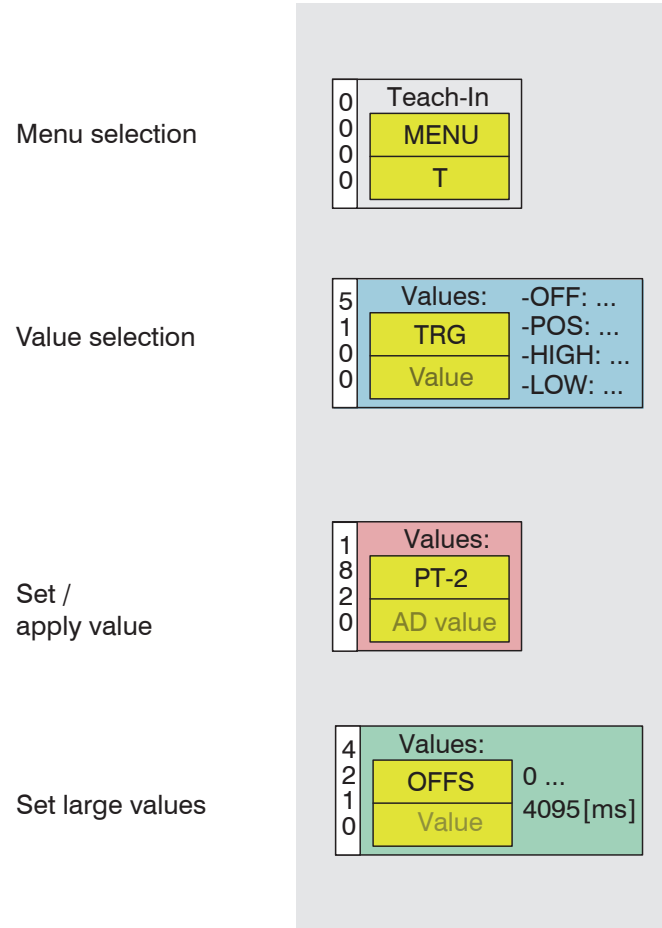 Menu selection
0
0
0
0
Teach-In
MENU
T
Value selection
5
1
0
0
Values:
TRG
Value
-OFF: ...
-POS: ...
-HIGH: ...
-LOW: ...
Set /
apply value
1
8
2
0
Values:
PT-2
AD value
Set large values
4
2
1
0
Values:
OFFS
Value
0 ...
4095[ms]